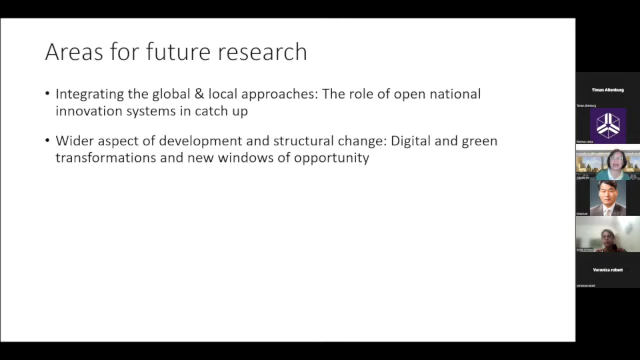 Areas for future research
• Integrating the global & local approaches: The role of open national
innovation systems in catch up
• Wider aspect of development and structural change: Digital and green
transformations and new windows of opportunity
Tilman Altenburg
Veronica robert